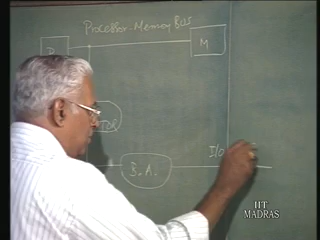 Processor-Memory Bus
P
M
B.A.
I/O
IIT
MADRAS